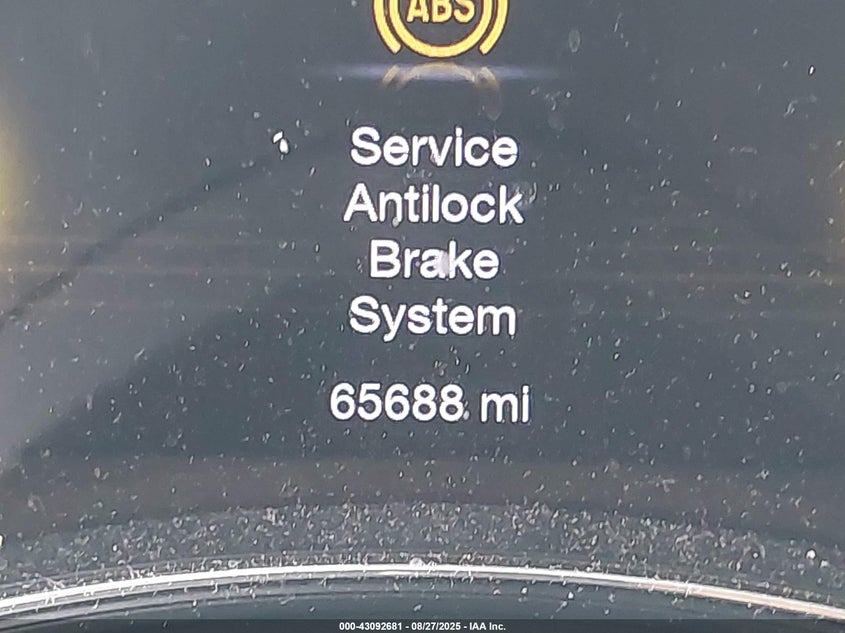 ABS
Service
Antilock
Brake
System
65688 mi
000-43092681 - 08/27/2025 - IAA Inc.